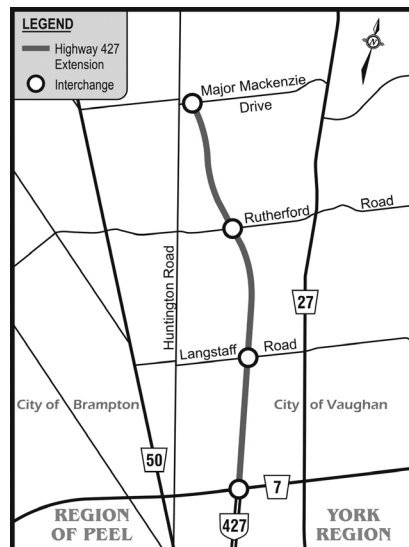 LEGEND
Highway 427
Extension
Interchange
N
Major Mackenzie
Drive
Rutherford Road
Huntington Road
27
Langstaff Road
City of Brampton
City of Vaughan
50
7
427
REGION
OF PEEL
YORK
REGION